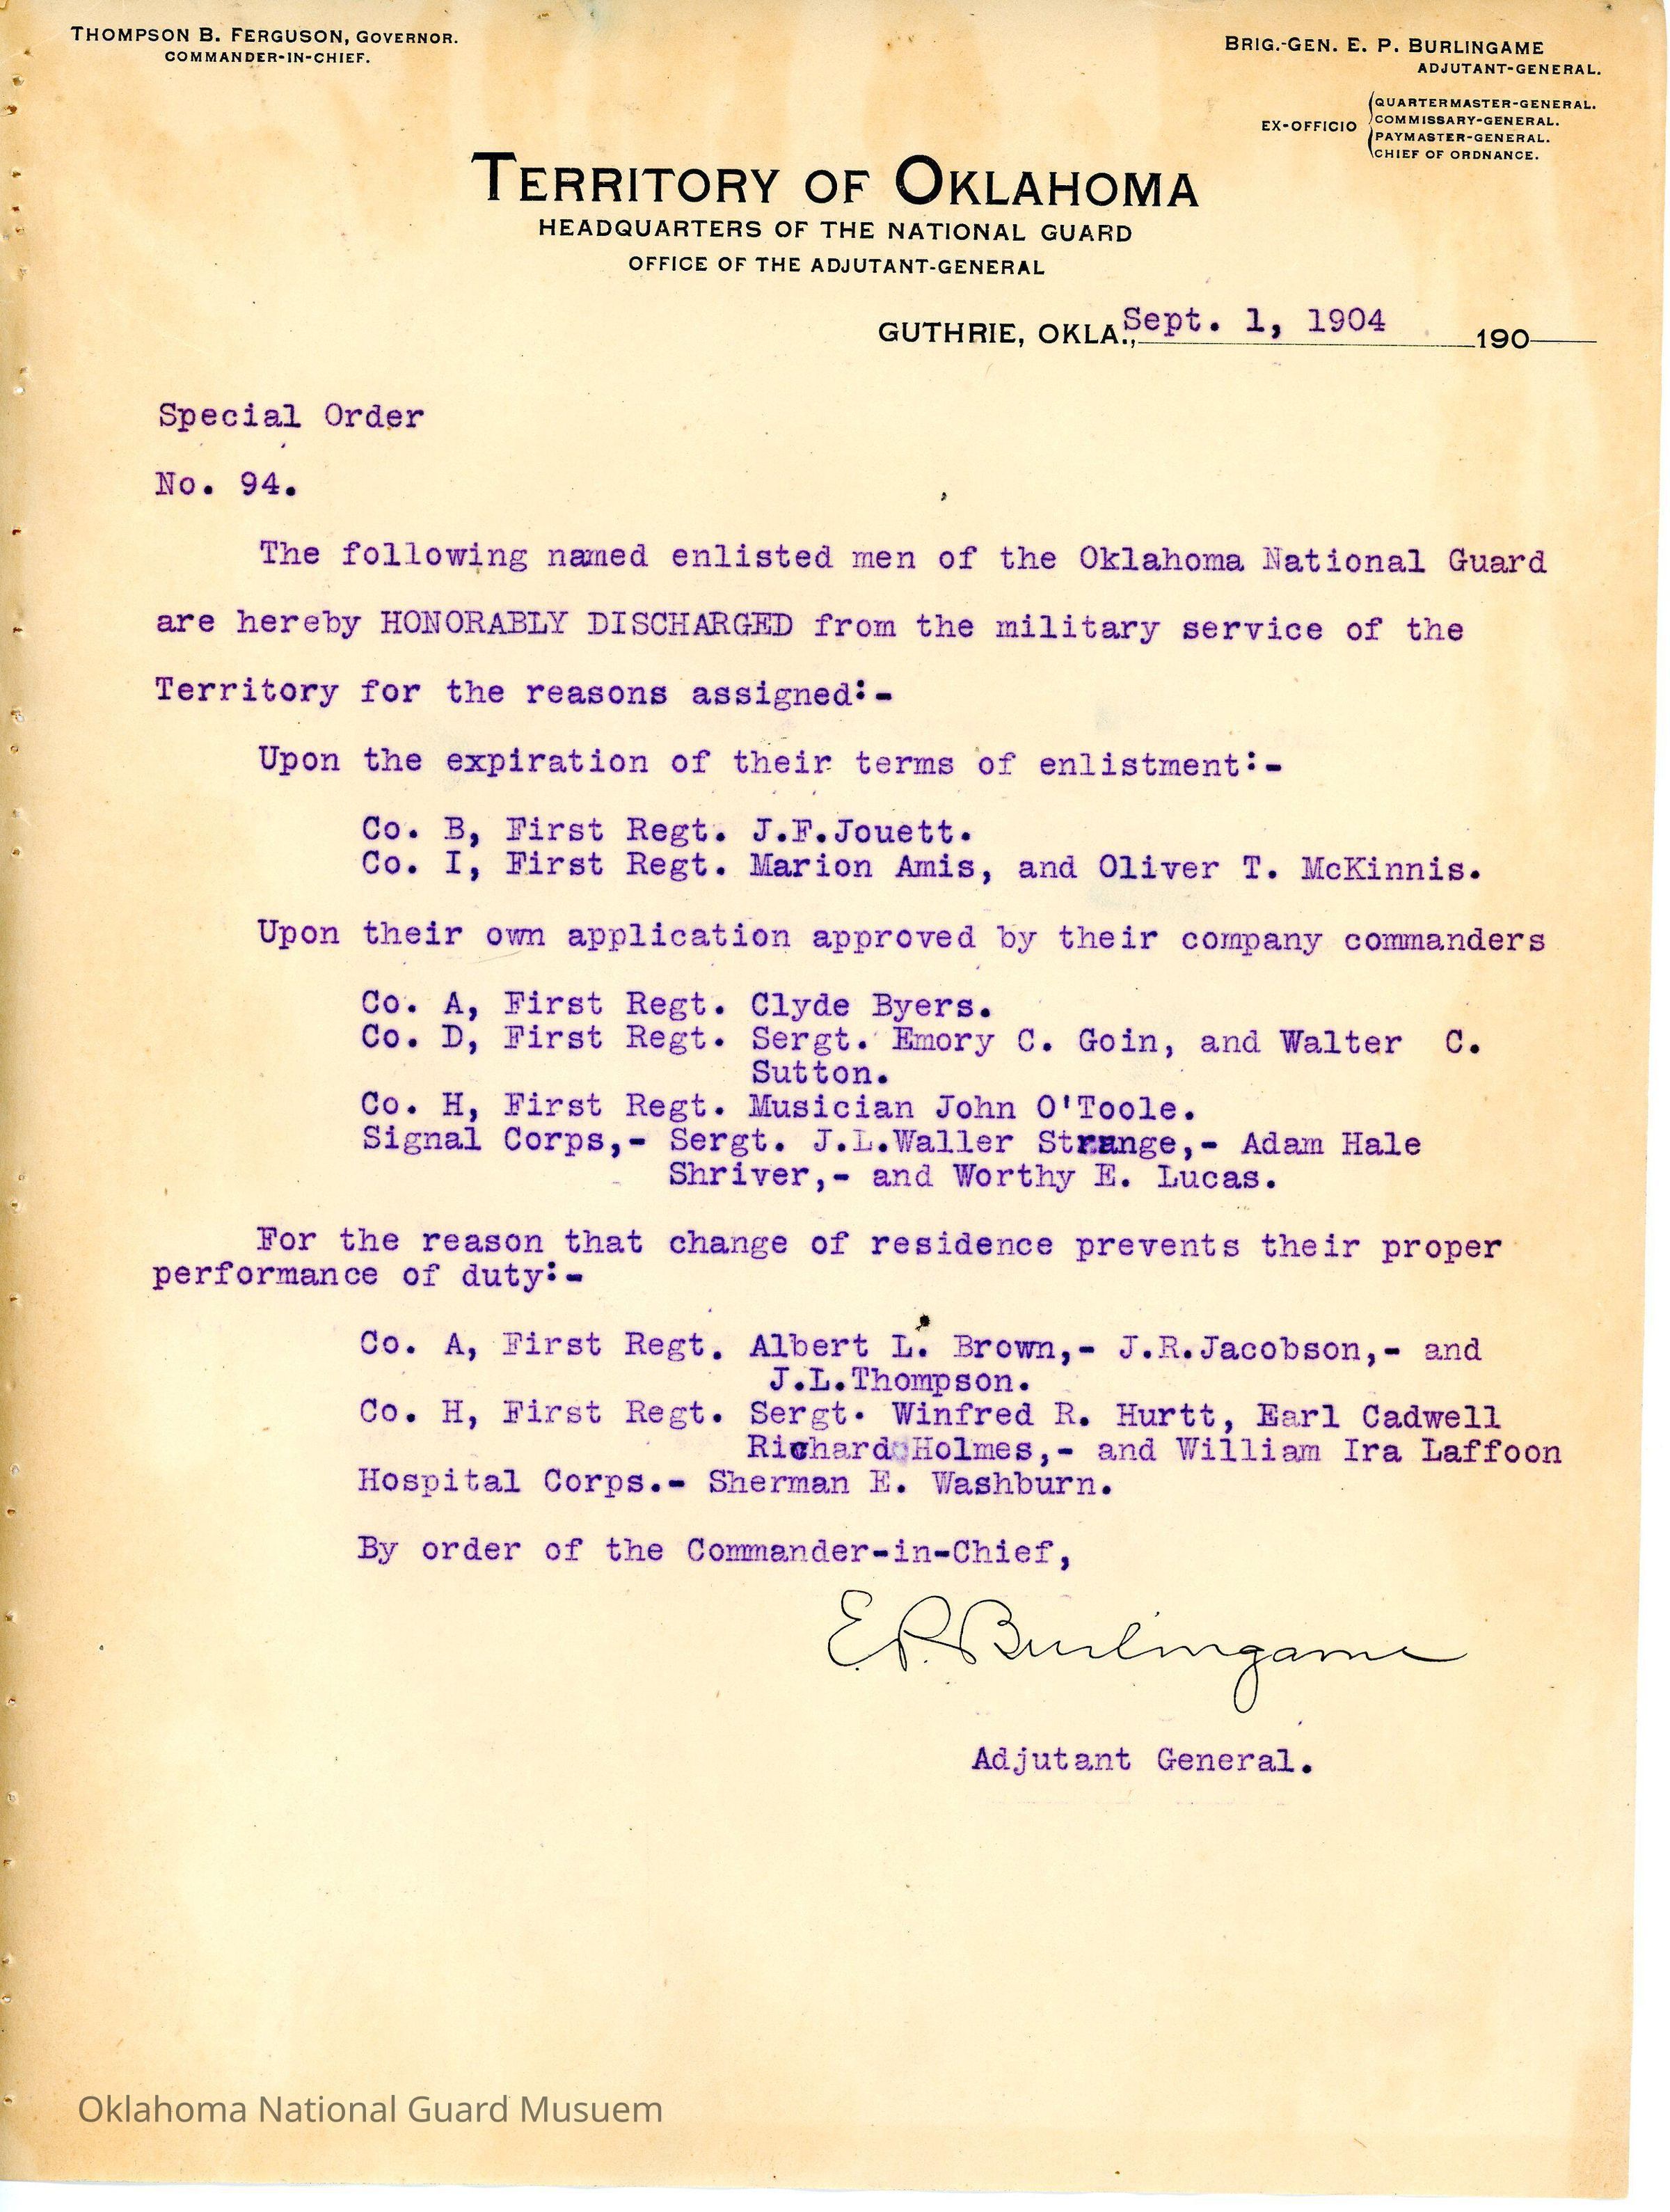 THOMPSON B. FERGUSON, GOVERNOR.
COMMANDER-IN-CHIEF.
BRIG.-GEN. E. P. BURLINGAME
ADJUTANT-GENERAL.
EX-OFFICIO
QUARTERMASTER-GENERAL.
COMMISSARY-GENERAL.
PAYMASTER-GENERAL.
CHIEF OF ORDNANCE.
TERRITORY OF OKLAHOMA
HEADQUARTERS OF THE NATIONAL GUARD
OFFICE OF THE ADJUTANT-GENERAL
GUTHRIE, OKLA., Sept. 1, 1904 190
Special Order
No. 94.
The following named enlisted men of the Oklahoma National Guard
are hereby HONORABLY DISCHARGED from the military service of the
Territory for the reasons assigned:-
Upon the expiration of their terms of enlistment:-
Co. B, First Regt. J.F.Jouett.
Co. I, First Regt. Marion Amis, and Oliver T. McKinnis.
Upon their own application approved by their company commanders
Co. A, First Regt. Clyde Byers.
Co. D, First Regt. Sergt. Emory C. Goin, and Walter C.
Sutton.
Co. H, First Regt. Musician John O'Toole.
Signal Corps,- Sergt. J.L.Waller Strange,- Adam Hale
Shriver,- and Worthy E. Lucas.
For the reason that change of residence prevents their proper
performance of duty:-
Co. A, First Regt. Albert L. Brown,- J.R.Jacobson,- and
J.L.Thompson.
Co. H, First Regt. Sergt. Winfred R. Hurtt, Earl Cadwell
Richard Holmes,- and William Ira Laffoon
Hospital Corps.- Sherman E. Washburn.
By order of the Commander-in-Chief,
E.P. Burlingame
Adjutant General.
Oklahoma National Guard Musuem